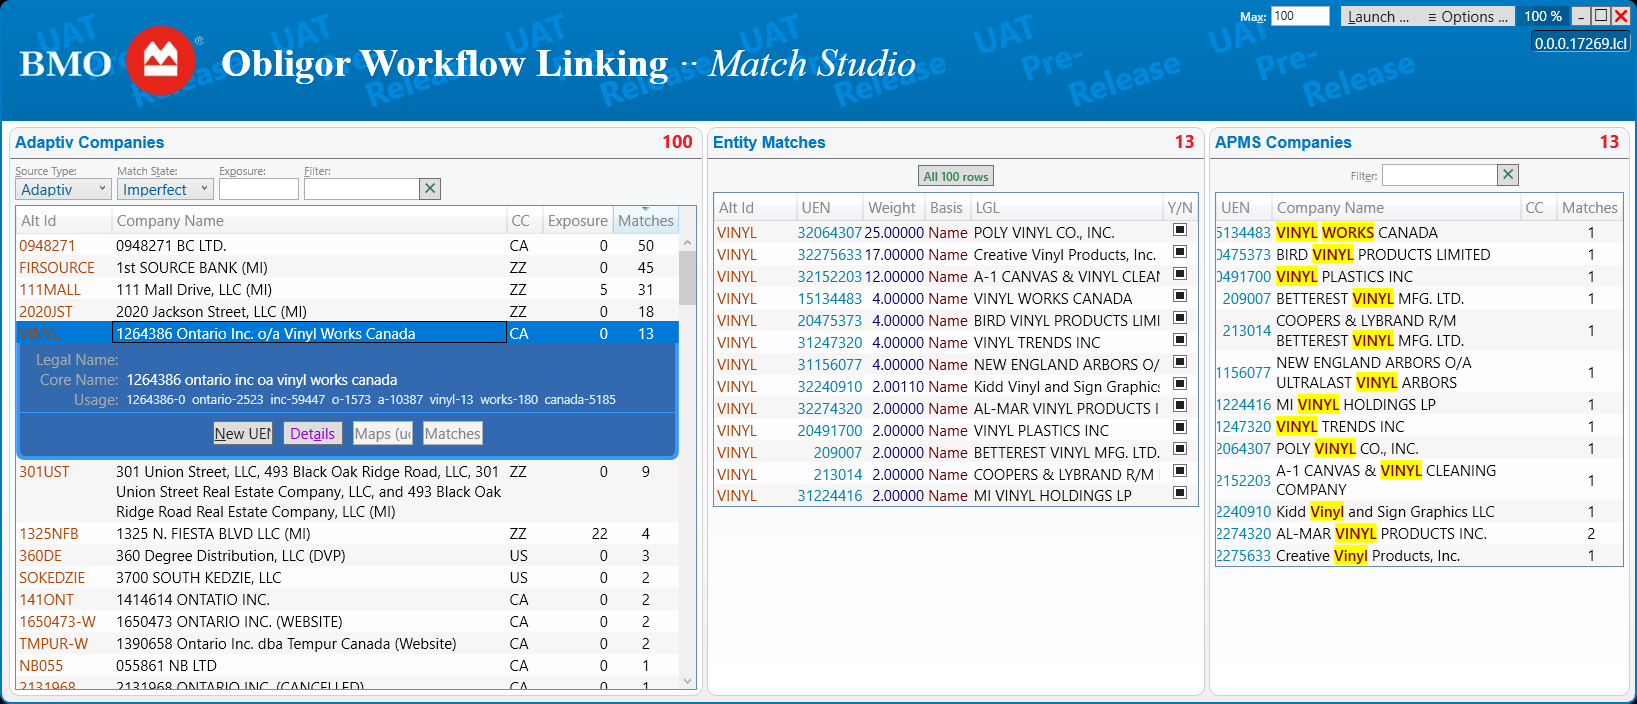 Max: 100 Launch ... ≡ Options ... 100 %
0.0.0.17269.lcl
BMO ® Obligor Workflow Linking ·· Match Studio
UAT Pre-Release UAT Pre-Release UAT Pre-Release UAT Pre-Release UAT Pre-Release UAT Pre-Release
Adaptiv Companies 100
Source Type: Match State: Exposure: Filter:
Adaptiv Imperfect
Alt Id Company Name CC Exposure Matches
0948271 0948271 BC LTD. CA 0 50
FIRSOURCE 1st SOURCE BANK (MI) ZZ 0 45
111MALL 111 Mall Drive, LLC (MI) ZZ 5 31
2020JST 2020 Jackson Street, LLC (MI) ZZ 0 18
VINYL 1264386 Ontario Inc. o/a Vinyl Works Canada CA 0 13
Legal Name:
Core Name: 1264386 ontario inc oa vinyl works canada
Usage: 1264386-0 ontario-2523 inc-59447 o-1573 a-10387 vinyl-13 works-180 canada-5185
New UEN Details Maps (u Matches
301UST 301 Union Street, LLC, 493 Black Oak Ridge Road, LLC, 301 ZZ 0 9
Union Street Real Estate Company, LLC, and 493 Black Oak
Ridge Road Real Estate Company, LLC (MI)
1325NFB 1325 N. FIESTA BLVD LLC (MI) ZZ 22 4
360DE 360 Degree Distribution, LLC (DVP) US 0 3
SOKEDZIE 3700 SOUTH KEDZIE, LLC US 0 2
141ONT 1414614 ONTATIO INC. CA 0 2
1650473-W 1650473 ONTARIO INC. (WEBSITE) CA 0 2
TMPUR-W 1390658 Ontario Inc. dba Tempur Canada (Website) CA 0 2
NB055 055861 NB LTD CA 0 1
2131968 2131968 ONTARIO INC. (CANCELLED) CA 0 1
Entity Matches 13
All 100 rows
Alt Id UEN Weight Basis LGL Y/N
VINYL 32064307 25.00000 Name POLY VINYL CO., INC.
VINYL 32275633 17.00000 Name Creative Vinyl Products, Inc.
VINYL 32152203 12.00000 Name A-1 CANVAS & VINYL CLEAN
VINYL 15134483 4.00000 Name VINYL WORKS CANADA
VINYL 20475373 4.00000 Name BIRD VINYL PRODUCTS LIMI
VINYL 31247320 4.00000 Name VINYL TRENDS INC
VINYL 31156077 4.00000 Name NEW ENGLAND ARBORS O/
VINYL 32240910 2.00110 Name Kidd Vinyl and Sign Graphics
VINYL 32274320 2.00000 Name AL-MAR VINYL PRODUCTS I
VINYL 20491700 2.00000 Name VINYL PLASTICS INC
VINYL 209007 2.00000 Name BETTEREST VINYL MFG. LTD.
VINYL 213014 2.00000 Name COOPERS & LYBRAND R/M
VINYL 31224416 2.00000 Name MI VINYL HOLDINGS LP
APMS Companies 13
Filter:
UEN Company Name CC Matches
5134483 VINYL WORKS CANADA 1
0475373 BIRD VINYL PRODUCTS LIMITED 1
0491700 VINYL PLASTICS INC 1
209007 BETTEREST VINYL MFG. LTD. 1
213014 COOPERS & LYBRAND R/M 1
BETTEREST VINYL MFG. LTD.
1156077 NEW ENGLAND ARBORS O/A 1
ULTRALAST VINYL ARBORS
1224416 MI VINYL HOLDINGS LP 1
1247320 VINYL TRENDS INC 1
2064307 POLY VINYL CO., INC. 1
2152203 A-1 CANVAS & VINYL CLEANING 1
COMPANY
2240910 Kidd Vinyl and Sign Graphics LLC 1
2274320 AL-MAR VINYL PRODUCTS INC. 2
2275633 Creative Vinyl Products, Inc. 1